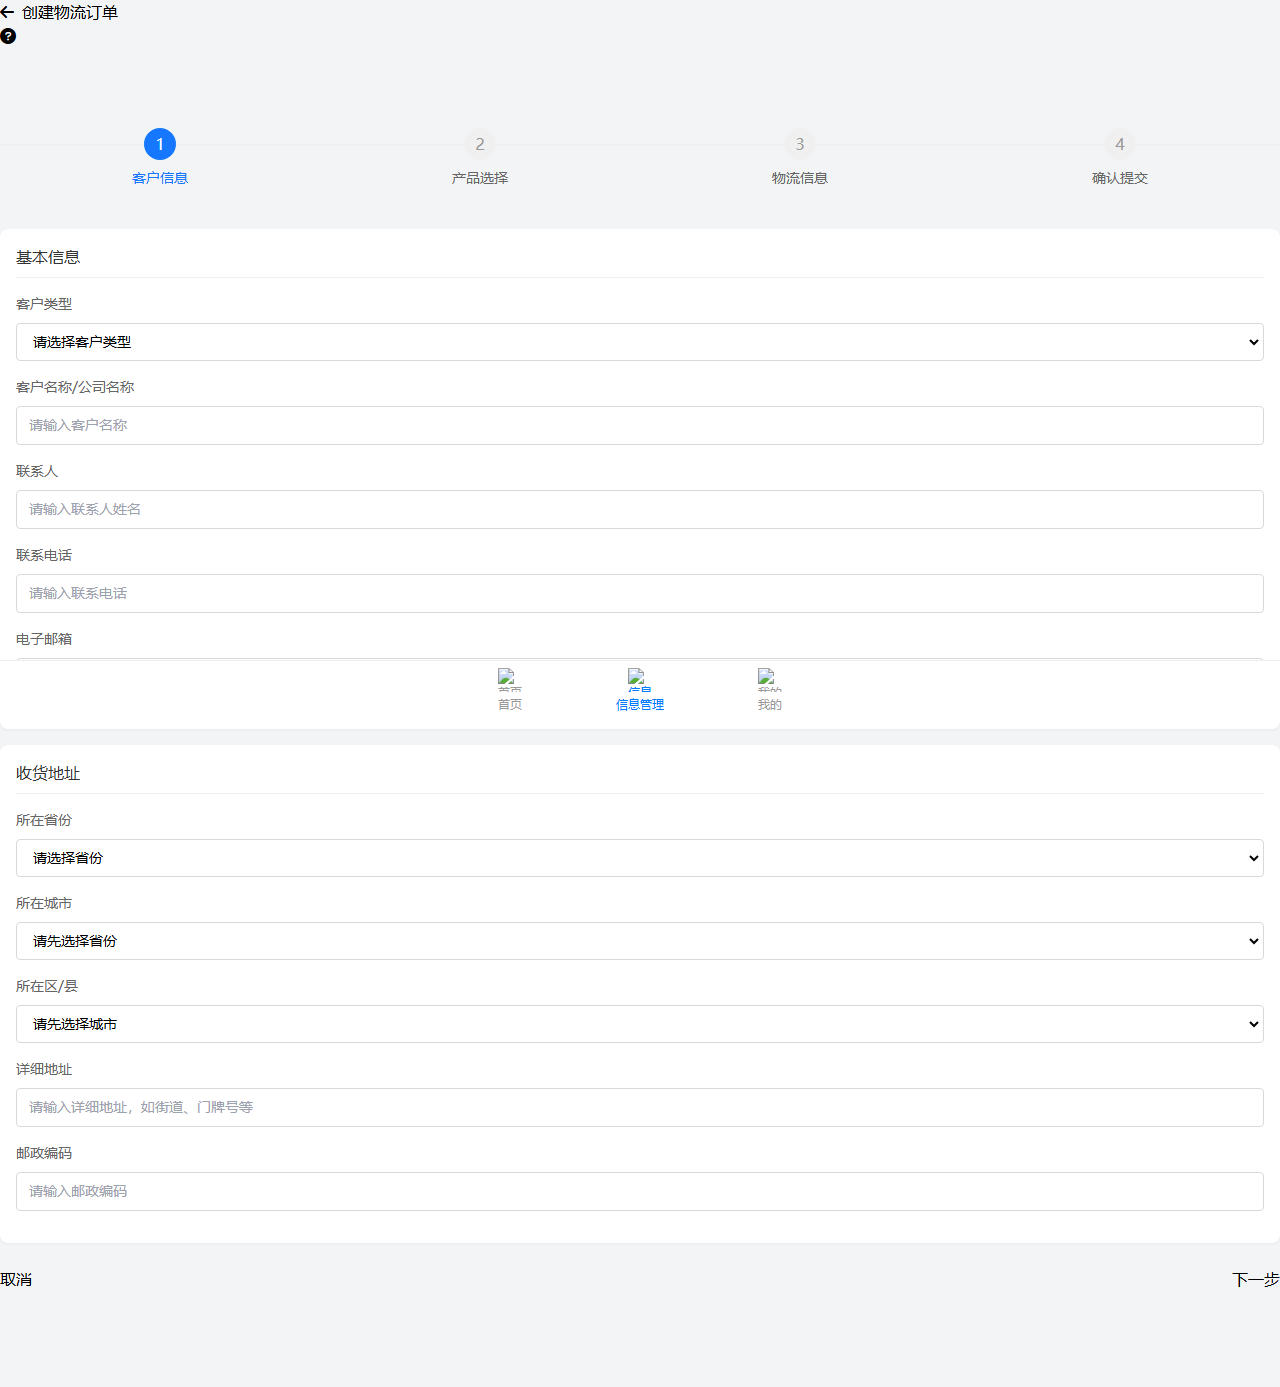 创建物流订单
?
1
2
3
4
客户信息
产品选择
物流信息
确认提交
基本信息
客户类型
请选择客户类型
客户名称/公司名称
请输入客户名称
联系人
请输入联系人姓名
联系电话
请输入联系电话
电子邮箱
首页
信息
我的
首页
信息管理
我的
收货地址
所在省份
请选择省份
所在城市
请先选择省份
所在区/县
请先选择城市
详细地址
请输入详细地址，如街道、门牌号等
邮政编码
请输入邮政编码
取消
下一步